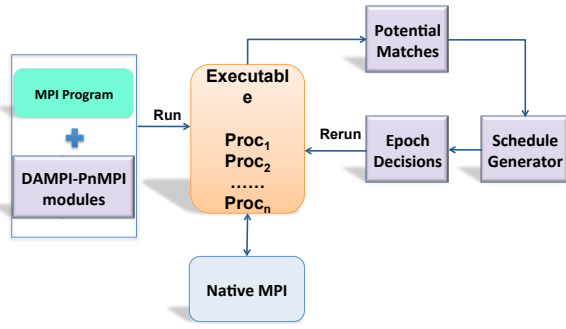 MPI Program
DAMPI-PnMPI
modules
Run
Executabl
e
Proc1
Proc2
......
Procn
Native MPI
Potential
Matches
Rerun
Epoch
Decisions
Schedule
Generator